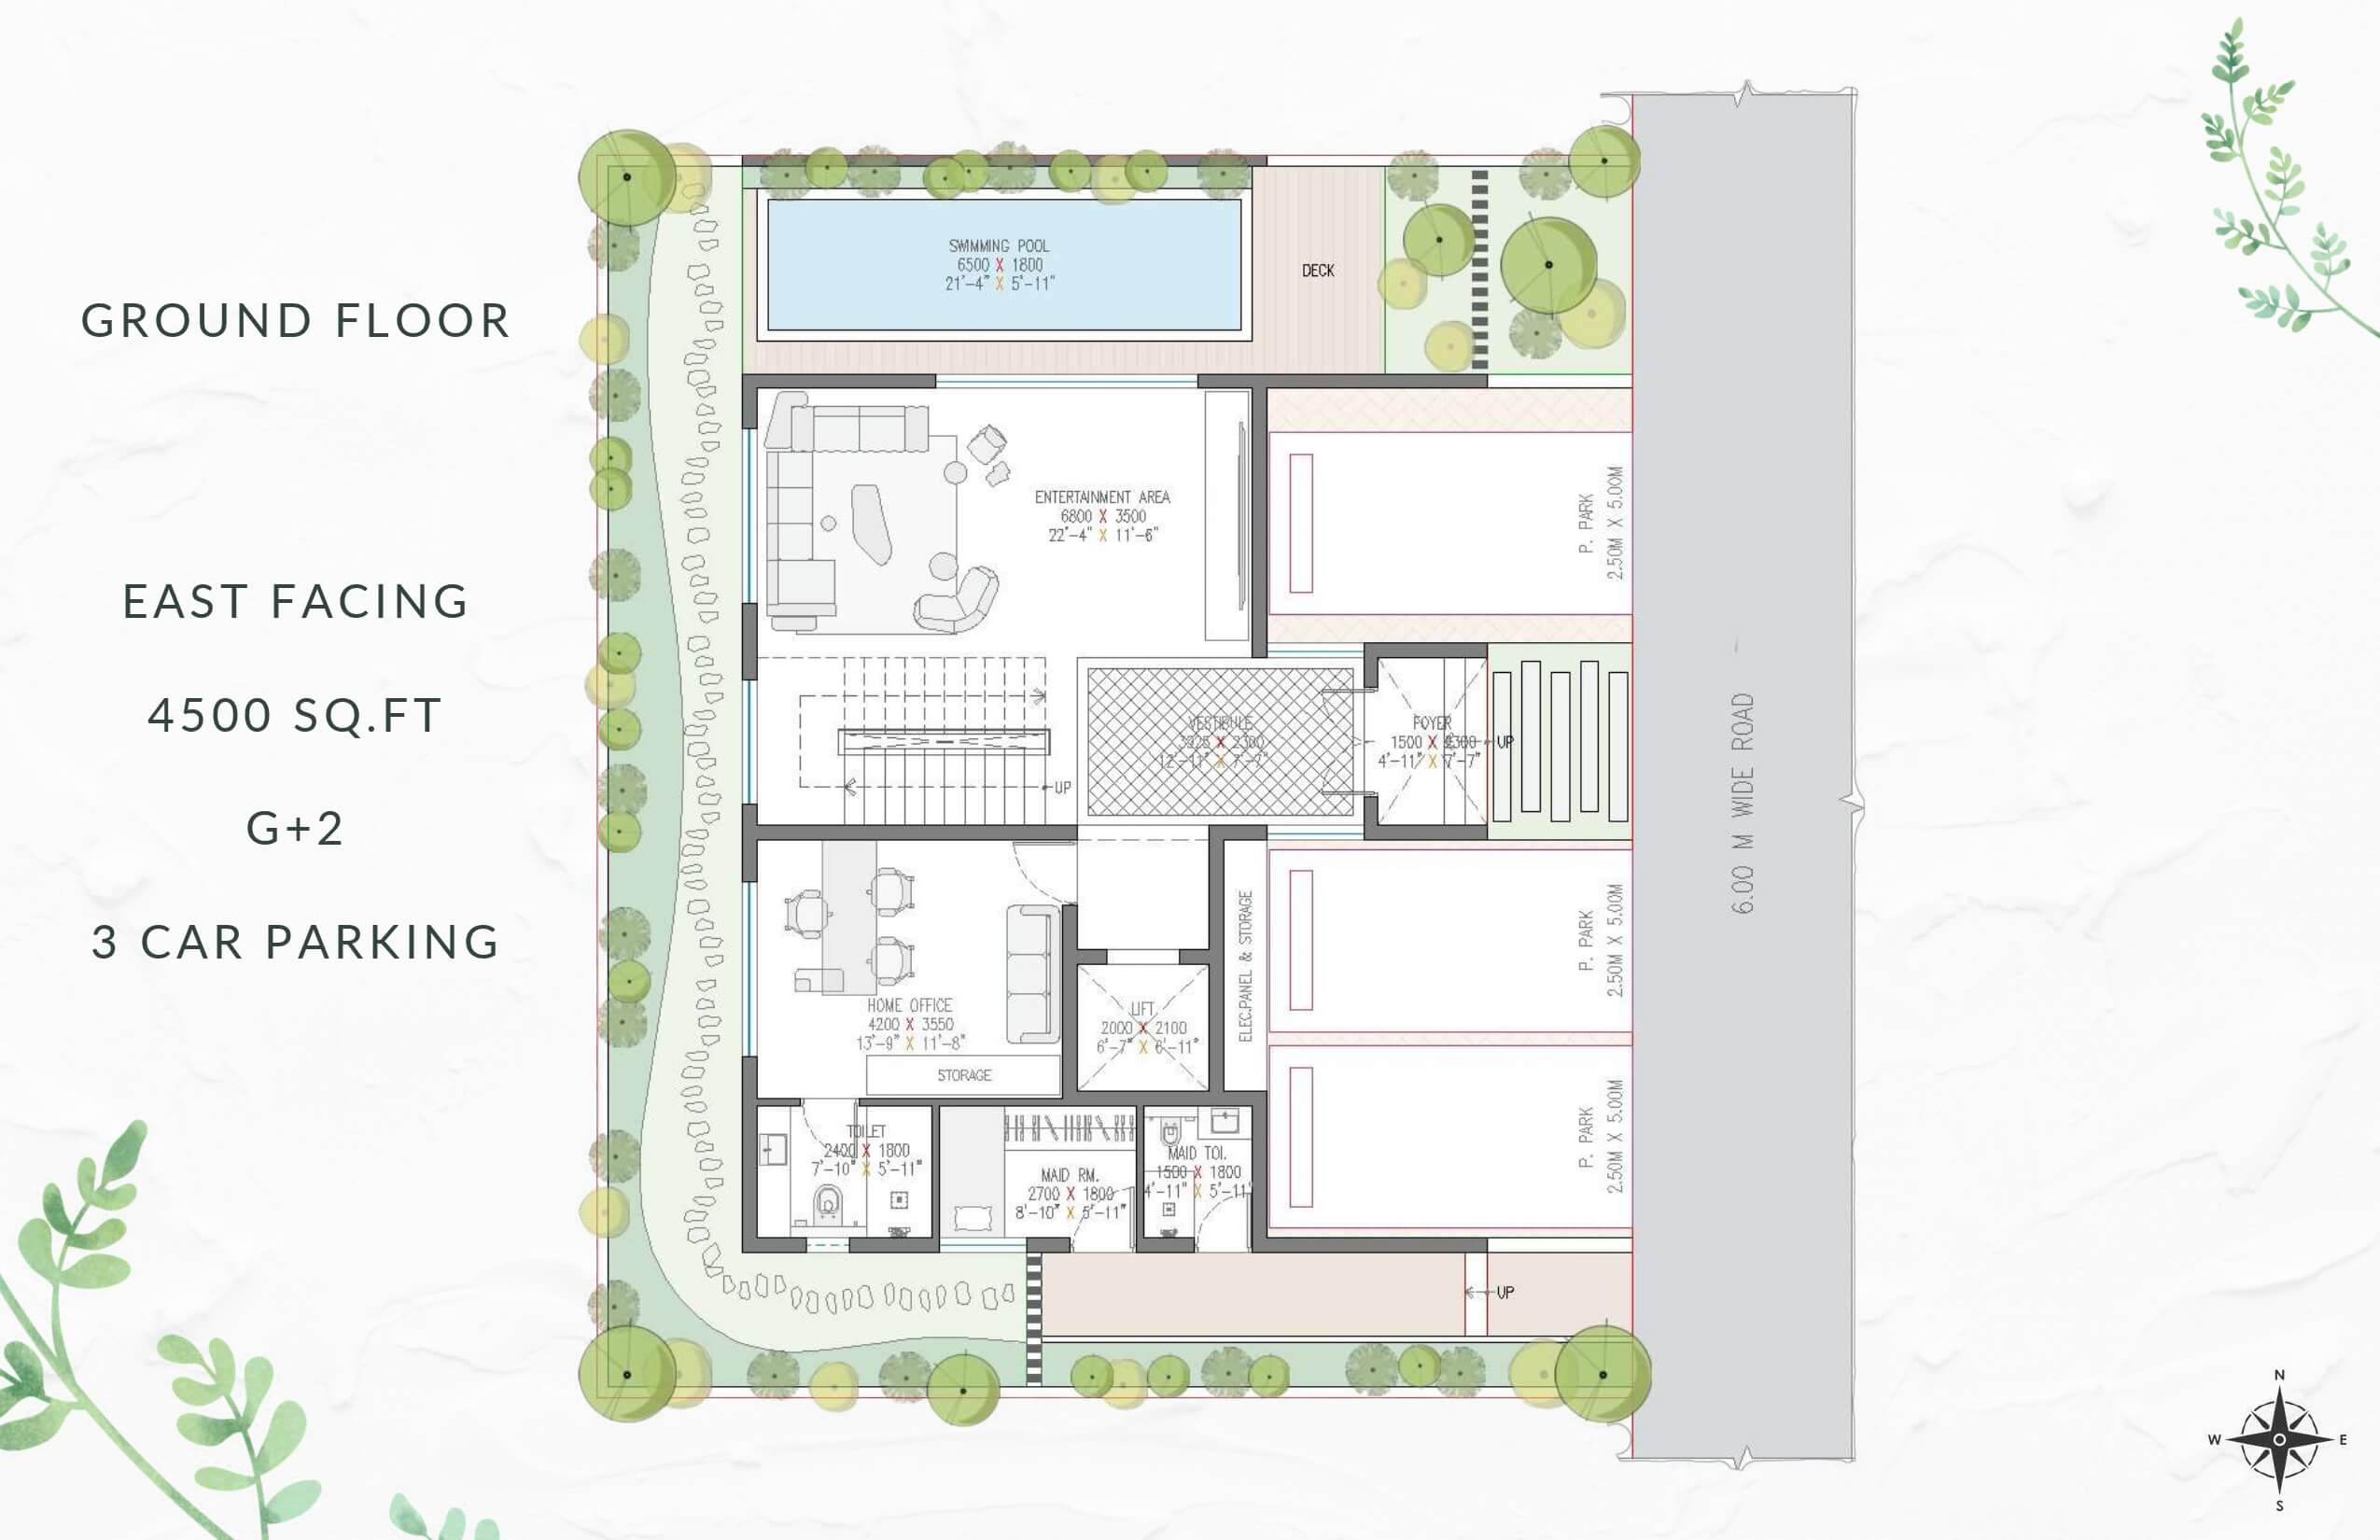 GROUND FLOOR
EAST FACING
4500 SQ.FT
G+2
3 CAR PARKING
SWIMMING POOL
6500 X 1800
21'-4" X 5'-11"
DECK
ENTERTAINMENT AREA
6800 X 3500
22'-4" X 11'-6"
P. PARK
2.50M X 5.00M
VESTIBULE
X 2300
12'-11" X 7'-7"
FOYER
1500 X 2300
4'-11" X 7'-7"
UP
UP
6.00 M WIDE ROAD
HOME OFFICE
4200 X 3550
13'-9" X 11'-8"
STORAGE
LIFT
2000 X 2100
6'-7" X 6'-11"
ELEC.PANEL & STORAGE
P. PARK
2.50M X 5.00M
P. PARK
2.50M X 5.00M
TOILET
2400 X 1800
7'-10" X 5'-11"
MAID RM.
2700 X 1800
8'-10" X 5'-11"
MAID TOI.
1500 X 1800
4'-11" X 5'-11"
UP
N
W
E
S